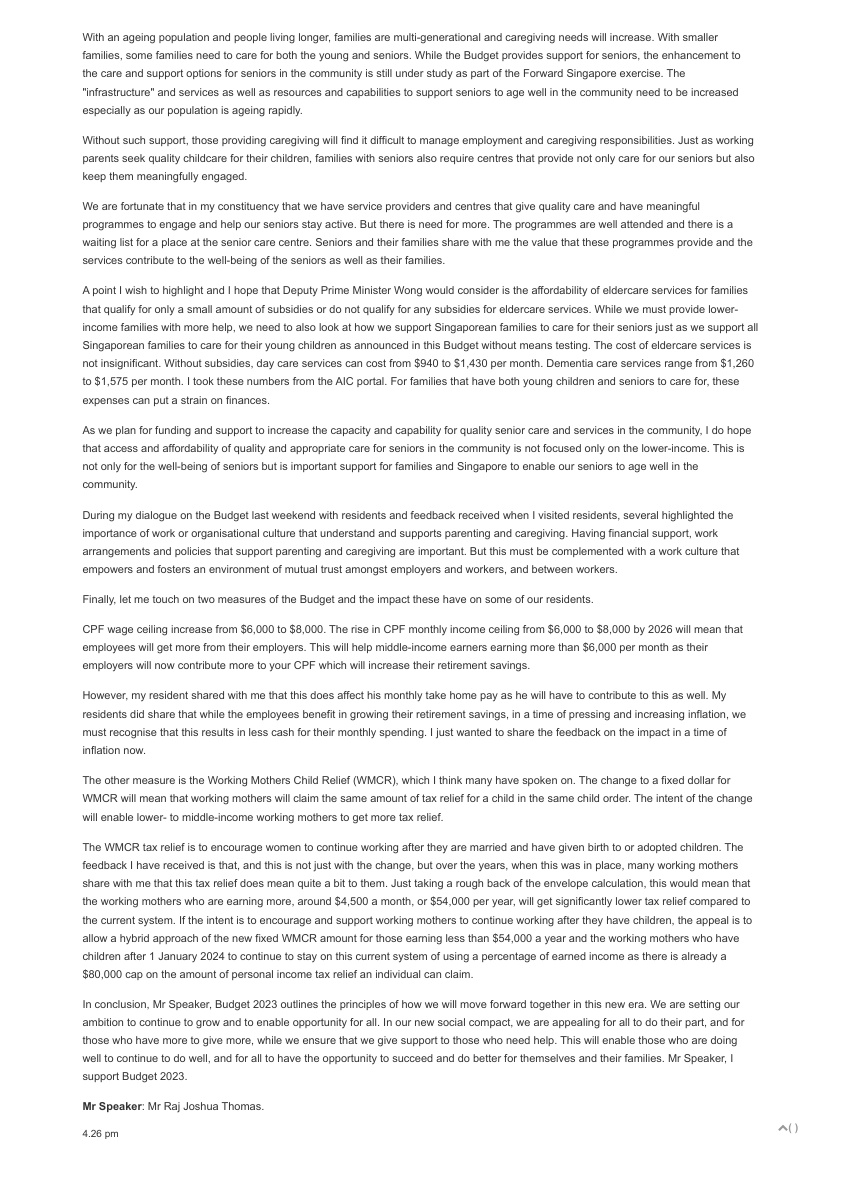 With an ageing population and people living longer, families are multi-generational and caregiving needs will increase. With smaller
families, some families need to care for both the young and seniors. While the Budget provides support for seniors, the enhancement to
the care and support options for seniors in the community is still under study as part of the Forward Singapore exercise. The
"infrastructure" and services as well as resources and capabilities to support seniors to age well in the community need to be increased
especially as our population is ageing rapidly.
Without such support, those providing caregiving will find it difficult to manage employment and caregiving responsibilities. Just as working
parents seek quality childcare for their children, families with seniors also require centres that provide not only care for our seniors but also
keep them meaningfully engaged.
We are fortunate that in my constituency that we have service providers and centres that give quality care and have meaningful
programmes to engage and help our seniors stay active. But there is need for more. The programmes are well attended and there is a
waiting list for a place at the senior care centre. Seniors and their families share with me the value that these programmes provide and the
services contribute to the well-being of the seniors as well as their families.
A point I wish to highlight and I hope that Deputy Prime Minister Wong would consider is the affordability of eldercare services for families
that qualify for only a small amount of subsidies or do not qualify for any subsidies for eldercare services. While we must provide lower-
income families with more help, we need to also look at how we support Singaporean families to care for their seniors just as we support all
Singaporean families to care for their young children as announced in this Budget without means testing. The cost of eldercare services is
not insignificant. Without subsidies, day care services can cost from $940 to $1,430 per month. Dementia care services range from $1,260
to $1,575 per month. I took these numbers from the AIC portal. For families that have both young children and seniors to care for, these
expenses can put a strain on finances.
As we plan for funding and support to increase the capacity and capability for quality senior care and services in the community, I do hope
that access and affordability of quality and appropriate care for seniors in the community is not focused only on the lower-income. This is
not only for the well-being of seniors but is important support for families and Singapore to enable our seniors to age well in the
community.
During my dialogue on the Budget last weekend with residents and feedback received when I visited residents, several highlighted the
importance of work or organisational culture that understand and supports parenting and caregiving. Having financial support, work
arrangements and policies that support parenting and caregiving are important. But this must be complemented with a work culture that
empowers and fosters an environment of mutual trust amongst employers and workers, and between workers.
Finally, let me touch on two measures of the Budget and the impact these have on some of our residents.
CPF wage ceiling increase from $6,000 to $8,000. The rise in CPF monthly income ceiling from $6,000 to $8,000 by 2026 will mean that
employees will get more from their employers. This will help middle-income earners earning more than $6,000 per month as their
employers will now contribute more to your CPF which will increase their retirement savings.
However, my resident shared with me that this does affect his monthly take home pay as he will have to contribute to this as well. My
residents did share that while the employees benefit in growing their retirement savings, in a time of pressing and increasing inflation, we
must recognise that this results in less cash for their monthly spending. I just wanted to share the feedback on the impact in a time of
inflation now.
The other measure is the Working Mothers Child Relief (WMCR), which I think many have spoken on. The change to a fixed dollar for
WMCR will mean that working mothers will claim the same amount of tax relief for a child in the same child order. The intent of the change
will enable lower- to middle-income working mothers to get more tax relief.
The WMCR tax relief is to encourage women to continue working after they are married and have given birth to or adopted children. The
feedback I have received is that, and this is not just with the change, but over the years, when this was in place, many working mothers
share with me that this tax relief does mean quite a bit to them. Just taking a rough back of the envelope calculation, this would mean that
the working mothers who are earning more, around $4,500 a month, or $54,000 per year, will get significantly lower tax relief compared to
the current system. If the intent is to encourage and support working mothers to continue working after they have children, the appeal is to
allow a hybrid approach of the new fixed WMCR amount for those earning less than $54,000 a year and the working mothers who have
children after 1 January 2024 to continue to stay on this current system of using a percentage of earned income as there is already a
$80,000 cap on the amount of personal income tax relief an individual can claim.
In conclusion, Mr Speaker, Budget 2023 outlines the principles of how we will move forward together in this new era. We are setting our
ambition to continue to grow and to enable opportunity for all. In our new social compact, we are appealing for all to do their part, and for
those who have more to give more, while we ensure that we give support to those who need help. This will enable those who are doing
well to continue to do well, and for all to have the opportunity to succeed and do better for themselves and their families. Mr Speaker, I
support Budget 2023.
Mr Speaker: Mr Raj Joshua Thomas.
4.26 pm
( )